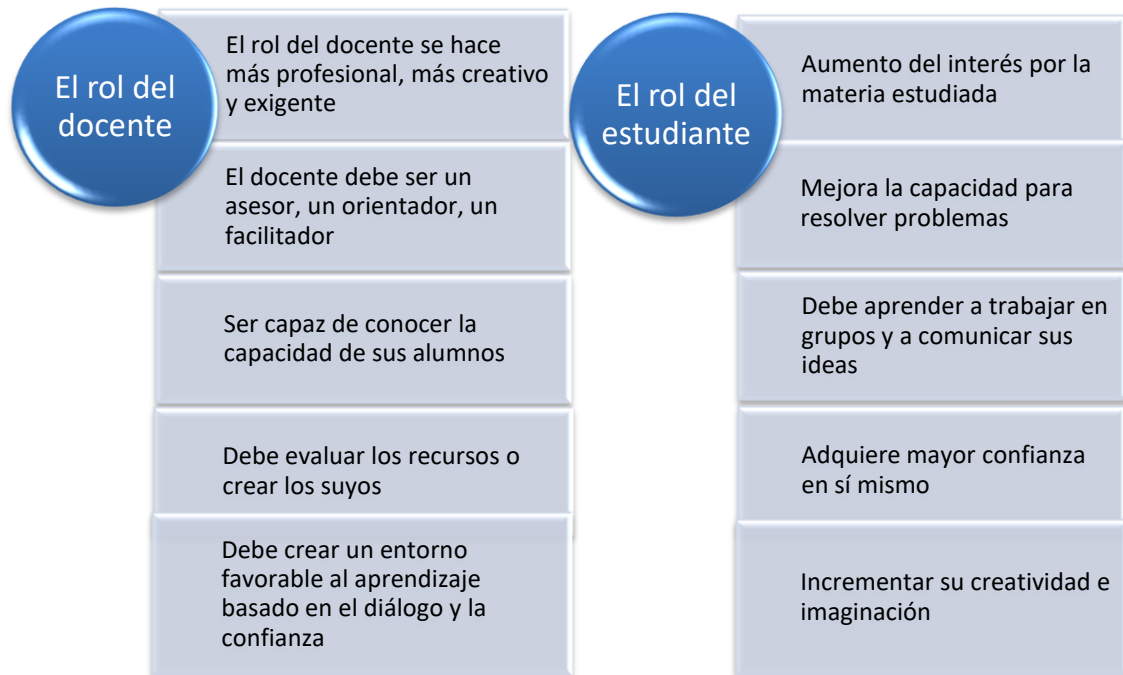 El rol del
docente
El rol del docente se hace
más profesional, más creativo
y exigente
El docente debe ser un
asesor, un orientador, un
facilitador
Ser capaz de conocer la
capacidad de sus alumnos
Debe evaluar los recursos o
crear los suyos
Debe crear un entorno
favorable al aprendizaje
basado en el diálogo y la
confianza
El rol del
estudiante
Aumento del interés por la
materia estudiada
Mejora la capacidad para
resolver problemas
Debe aprender a trabajar en
grupos y a comunicar sus
ideas
Adquiere mayor confianza
en sí mismo
Incrementar su creatividad e
imaginación